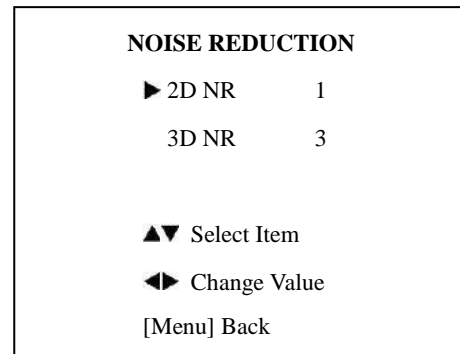 NOISE REDUCTION
▶ 2D NR 1
3D NR 3
▲▼ Select Item
◀▶ Change Value
[Menu] Back